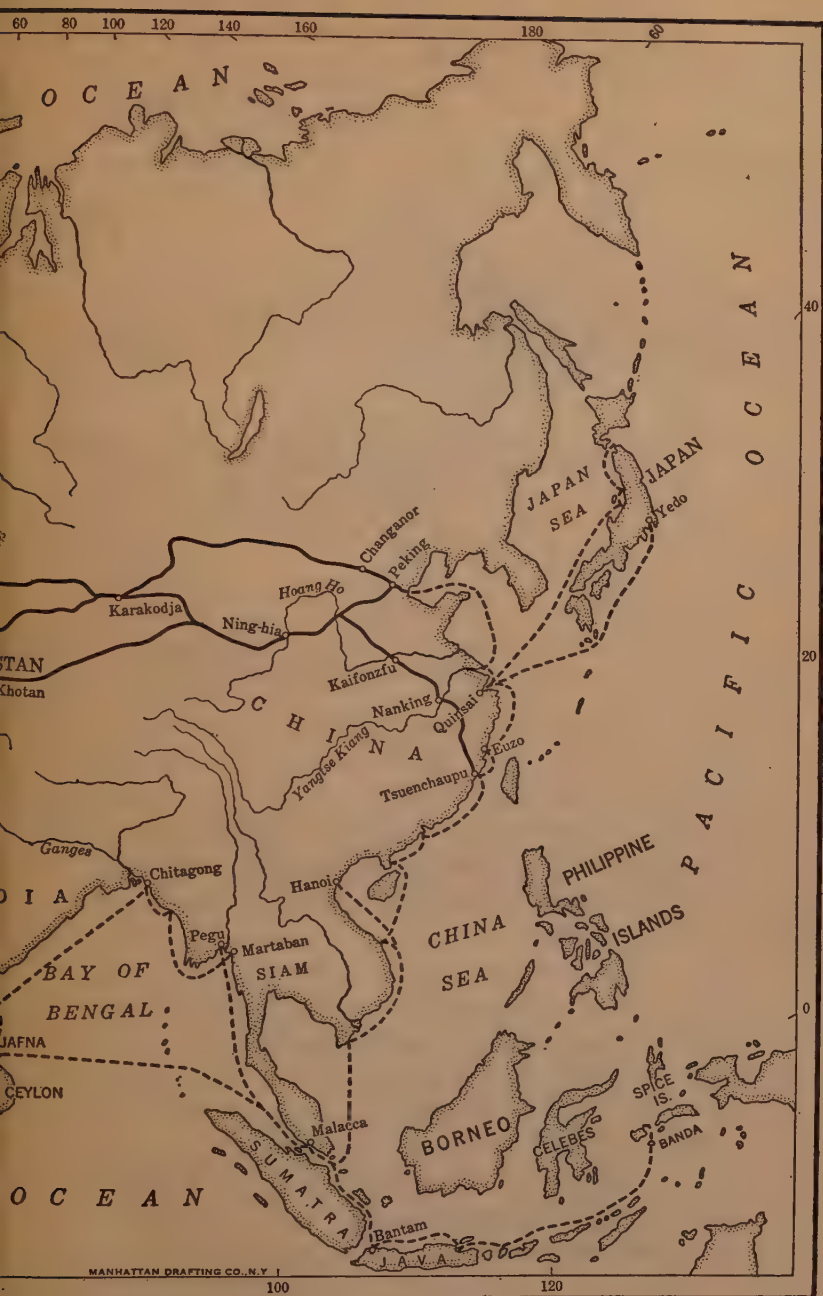 60 80 100 120 140 160 180 60
OCEAN
40
PACIFIC OCEAN
JAPAN
JAPAN
SEA
Yedo
Changanor
Peking
Hoang Ho
Karakodja
Ning-hia
20
STAN
Khotan
Kaifonzfu
CHINA
Nanking
Quinsai
Yangtse Kiang
Euzo
Tsuenchaupu
Ganges
Chitagong
Hanoi
PHILIPPINE
ISLANDS
DIA
Pegu
Martaban
SIAM
CHINA
SEA
BAY OF
BENGAL
0
JAFNA
CEYLON
SPICE
IS.
Malacca
BORNEO
CELEBES
BANDA
SUMATRA
OCEAN
Bantam
JAVA
MANHATTAN DRAFTING CO., N.Y
100 120